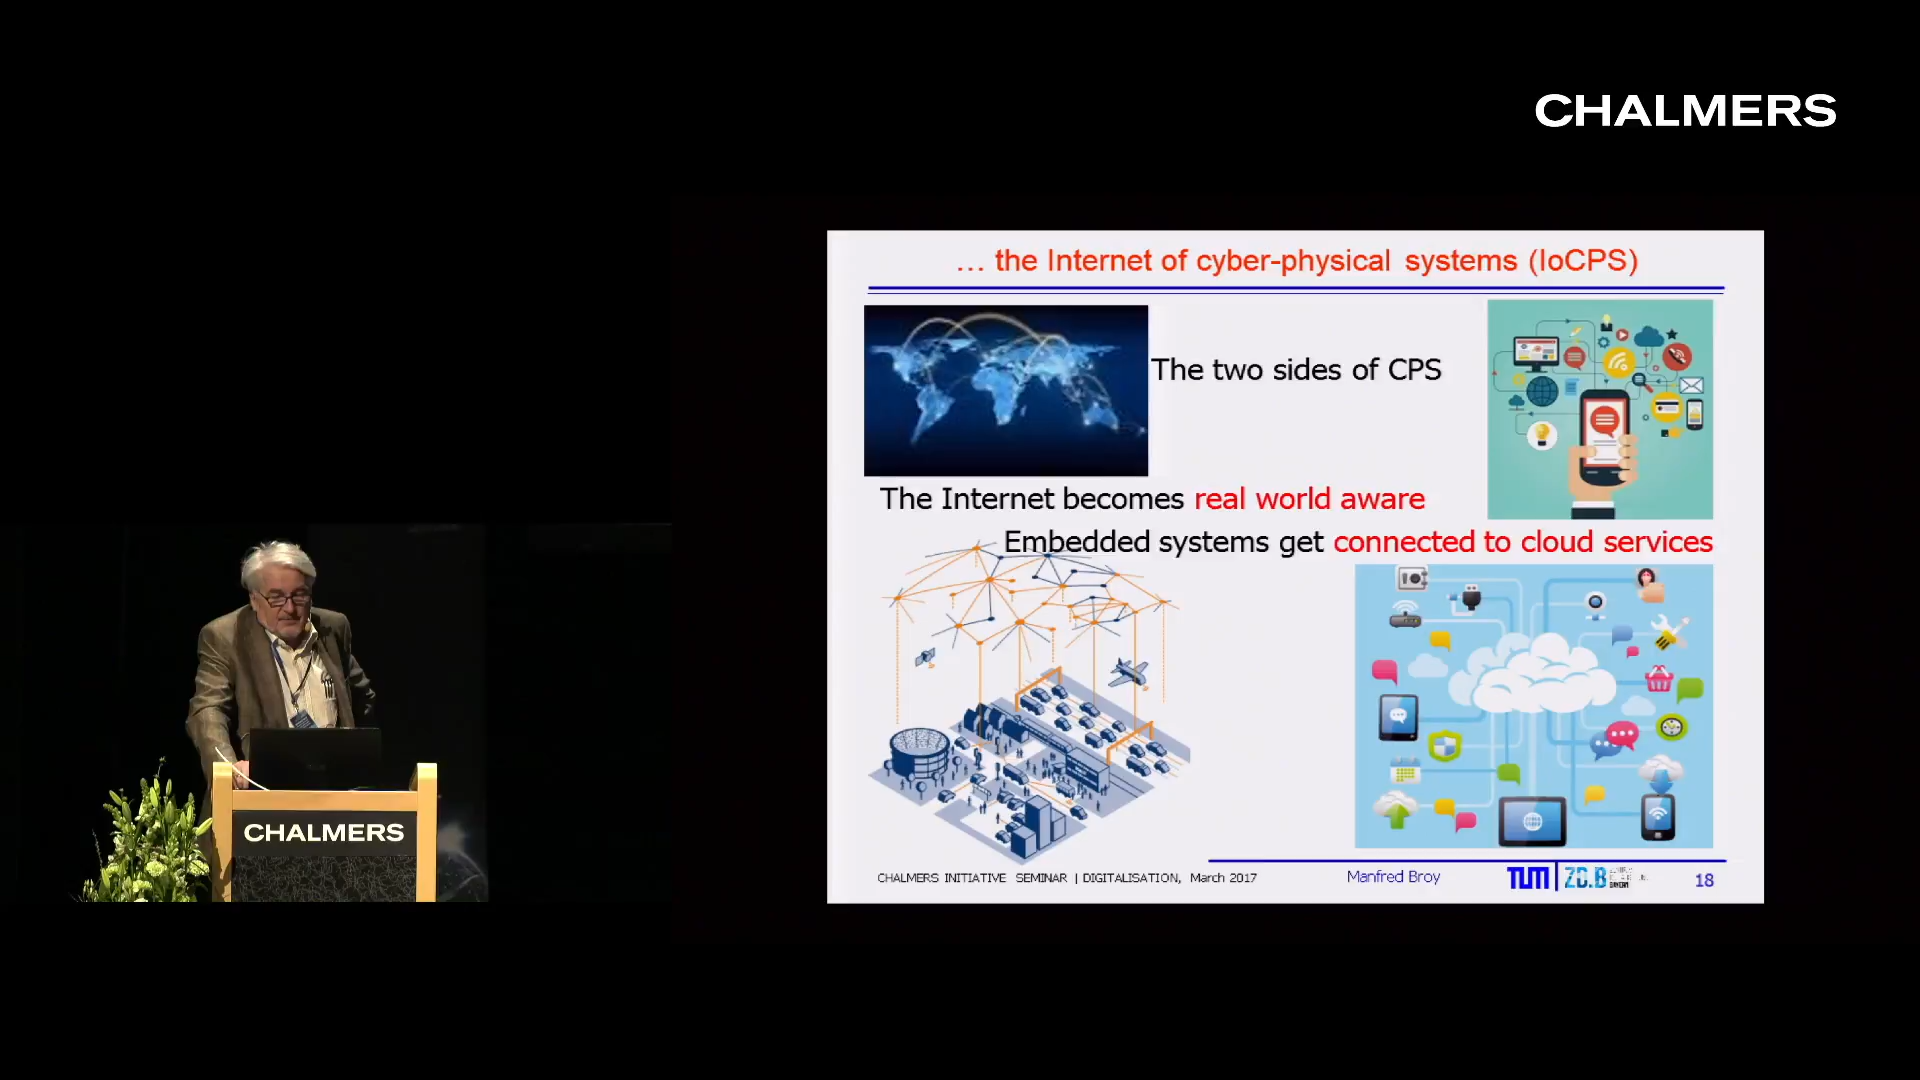 CHALMERS
... the Internet of cyber-physical systems (IoCPS)
The two sides of CPS
The Internet becomes real world aware
Embedded systems get connected to cloud services
CHALMERS
CHALMERS INITIATIVE SEMINAR | DIGITALISATION, March 2017
Manfred Broy
TUM
ZD.B
18